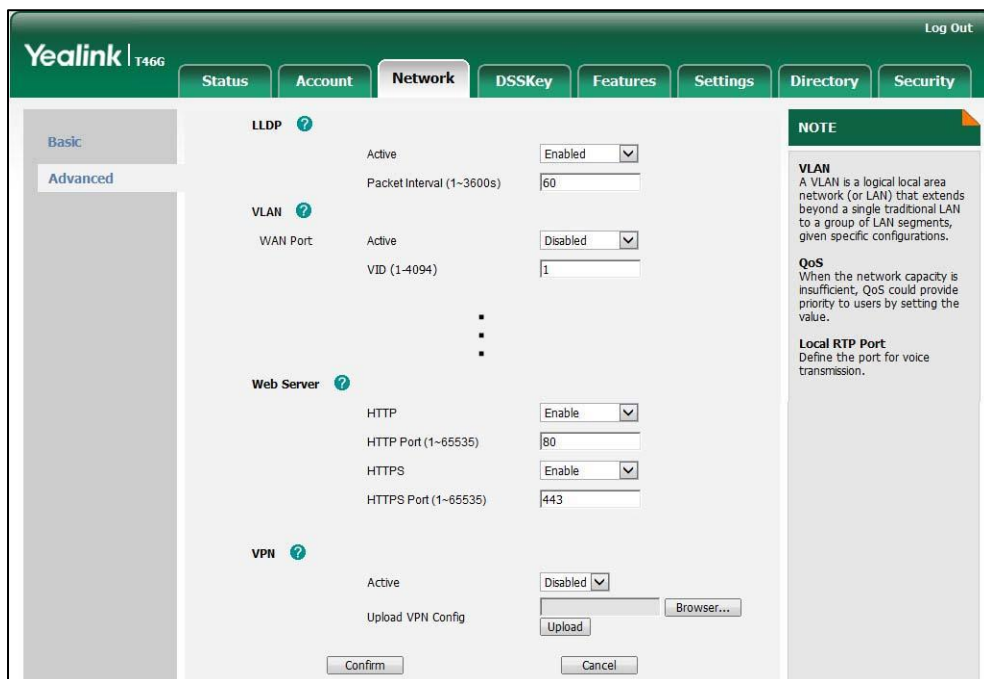 Log Out
Yealink | T46G
Status Account Network DSSKey Features Settings Directory Security
Basic
Advanced
LLDP ?
Active Enabled
Packet Interval (1~3600s) 60
VLAN ?
WAN Port Active Disabled
VID (1-4094) 1
Web Server ?
HTTP Enable
HTTP Port (1~65535) 80
HTTPS Enable
HTTPS Port (1~65535) 443
VPN ?
Active Disabled
Upload VPN Config Browser...
Upload
Confirm Cancel
NOTE
VLAN
A VLAN is a logical local area
network (or LAN) that extends
beyond a single traditional LAN
to a group of LAN segments,
given specific configurations.
QoS
When the network capacity is
insufficient, QoS could provide
priority to users by setting the
value.
Local RTP Port
Define the port for voice
transmission.